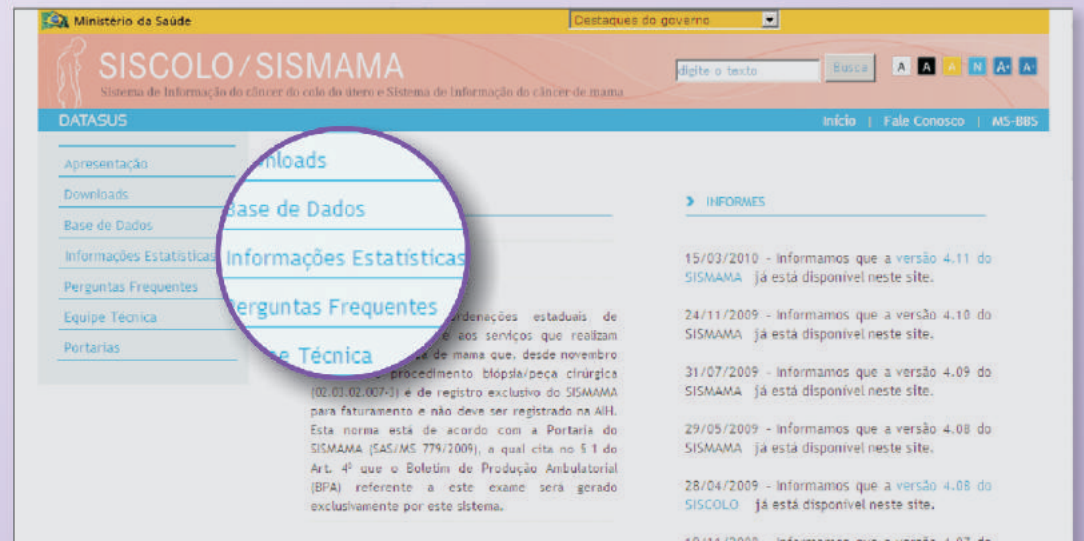 Ministério da Saúde
Destaques do governo
SISCOLO/SISMAMA
Sistema de Informação do câncer do colo do útero e Sistema de Informação do câncer de mama
digite o texto
Busca
A A A N A+ A-
DATASUS
Início | Fale Conosco | MS-BBS
Apresentação
Downloads
Base de Dados
Informações Estatísticas
Perguntas Frequentes
Equipe Técnica
Portarias
nloads
Base de Dados
Informações Estatísticas
Perguntas Frequentes
Técnica
estaduais de
e aos serviços que realizam
de mama que, desde novembro
procedimento biópsia/peça cirúrgica
(02.03.02.007-3) é de registro exclusivo do SISMAMA
para faturamento e não deve ser registrado na AIH.
Esta norma está de acordo com a Portaria do
SISMAMA (SAS/MS 779/2009), a qual cita no § 1 do
Art. 4º que o Boletim de Produção Ambulatorial
(BPA) referente a este exame será gerado
exclusivamente por este sistema.
INFORMES
15/03/2010 - Informamos que a versão 4.11 do
SISMAMA já está disponível neste site.
24/11/2009 - Informamos que a versão 4.10 do
SISMAMA já está disponível neste site.
31/07/2009 - Informamos que a versão 4.09 do
SISMAMA já está disponível neste site.
29/05/2009 - Informamos que a versão 4.08 do
SISMAMA já está disponível neste site.
28/04/2009 - Informamos que a versão 4.08 do
SISCOLO já está disponível neste site.